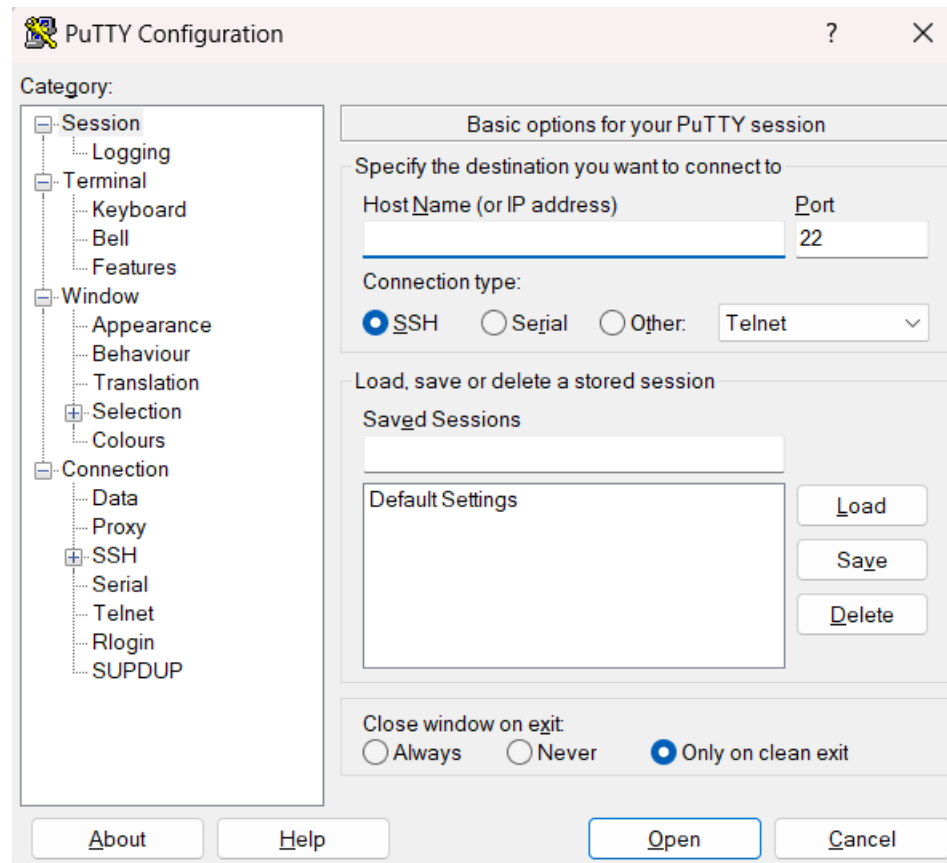 PuTTY Configuration ? X
Category:
Session
Logging
Terminal
Keyboard
Bell
Features
Window
Appearance
Behaviour
Translation
Selection
Colours
Connection
Data
Proxy
SSH
Serial
Telnet
Rlogin
SUPDUP
Basic options for your PuTTY session
Specify the destination you want to connect to
Host Name (or IP address) Port
22
Connection type:
SSH Serial Other: Telnet
Load, save or delete a stored session
Saved Sessions
Default Settings
Load
Save
Delete
Close window on exit:
Always Never Only on clean exit
About Help Open Cancel